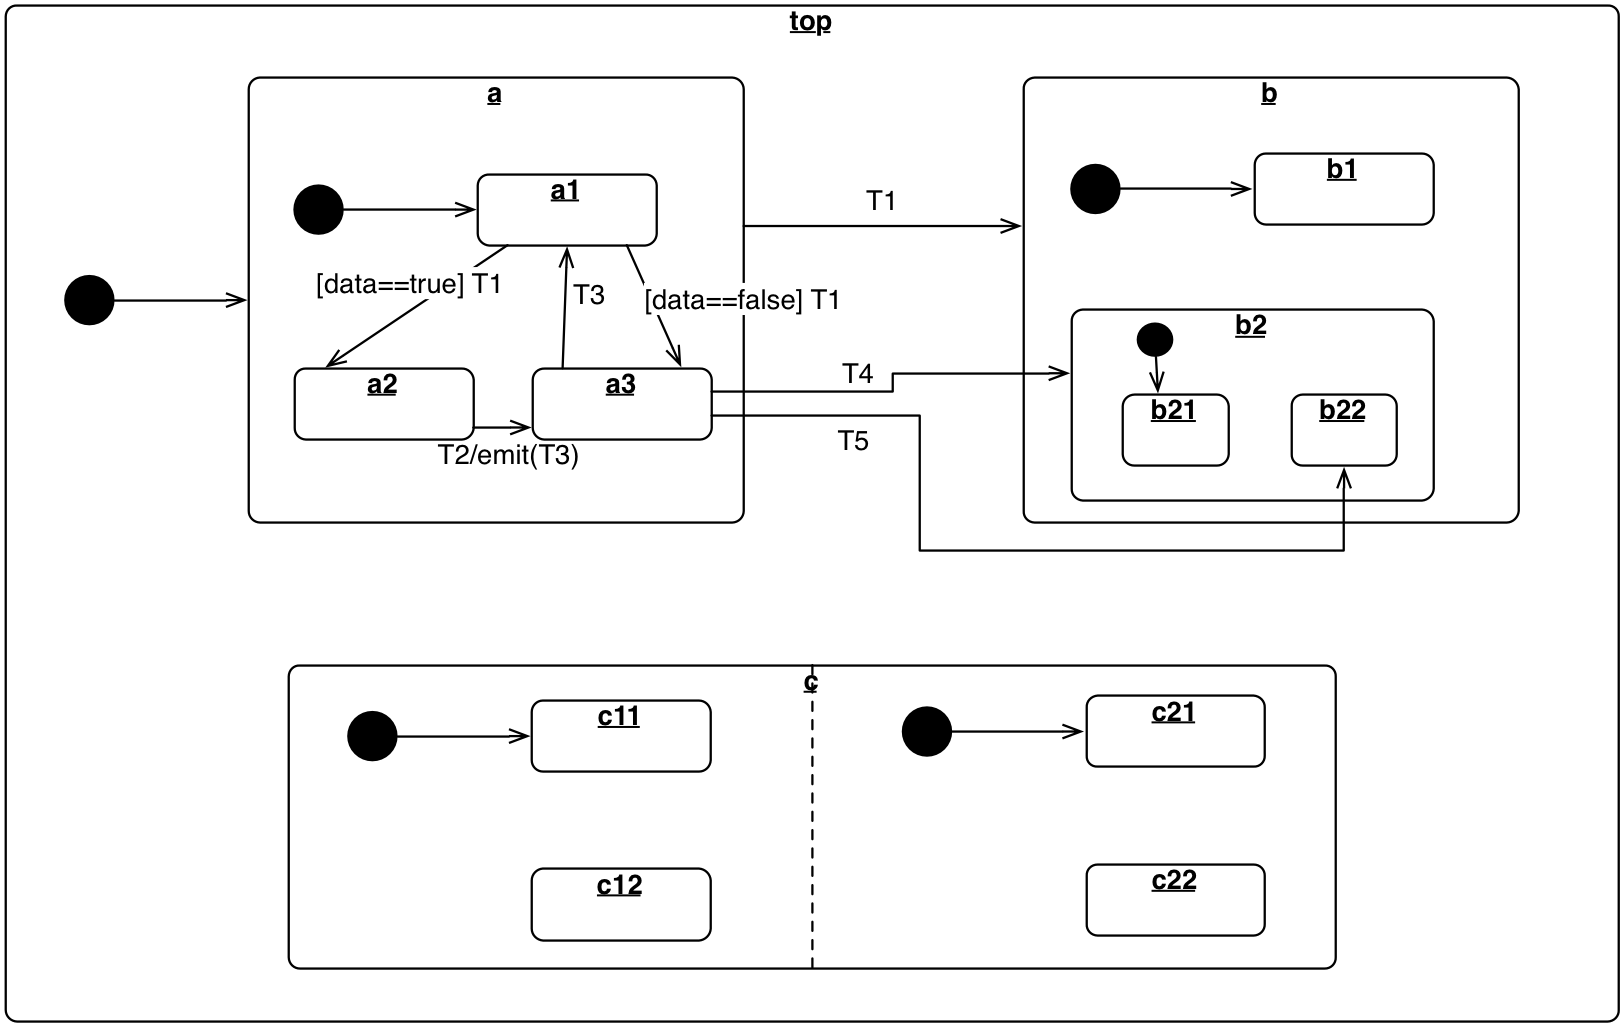 top
a
b
a1
b1
T1
[data==true] T1
T3
[data==false] T1
b2
a2
a3
T4
b21
b22
T2/emit(T3)
T5
c
c11
c21
c12
c22